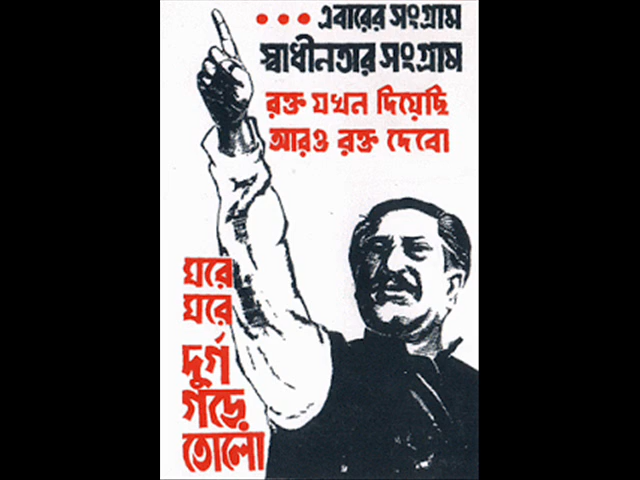 ... এবারের সংগ্রাম
স্বাধীনতার সংগ্রাম
রক্ত যখন দিয়েছি
আরও রক্ত দেবো
ঘরে
ঘরে
দুর্গ
গড়ে
তোলো